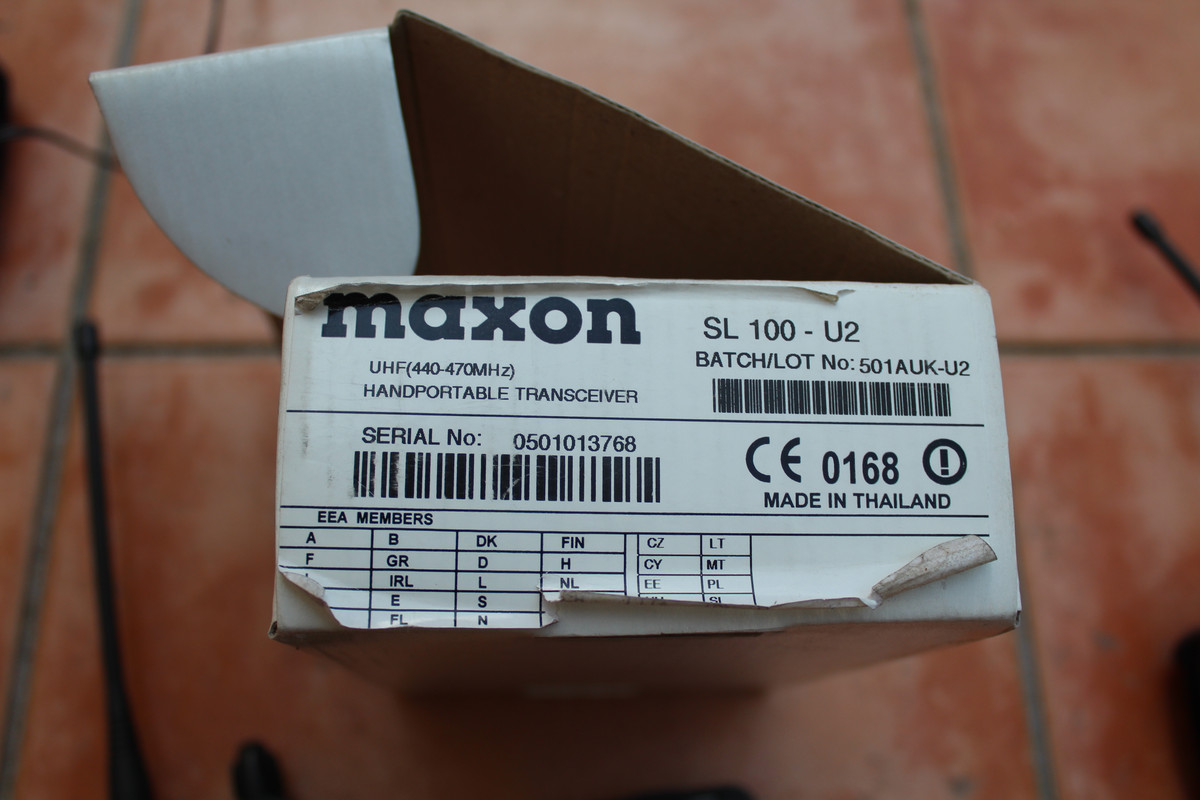 maxon
SL 100 - U2
UHF(440-470MHz)
HANDPORTABLE TRANSCEIVER
BATCH/LOT No: 501AUK-U2
SERIAL No: 0501013768
CE 0168
MADE IN THAILAND
EEA MEMBERS
A B DK FIN CZ LT
F GR D H CY MT
IRL L NL EE PL
E S SL
FL N